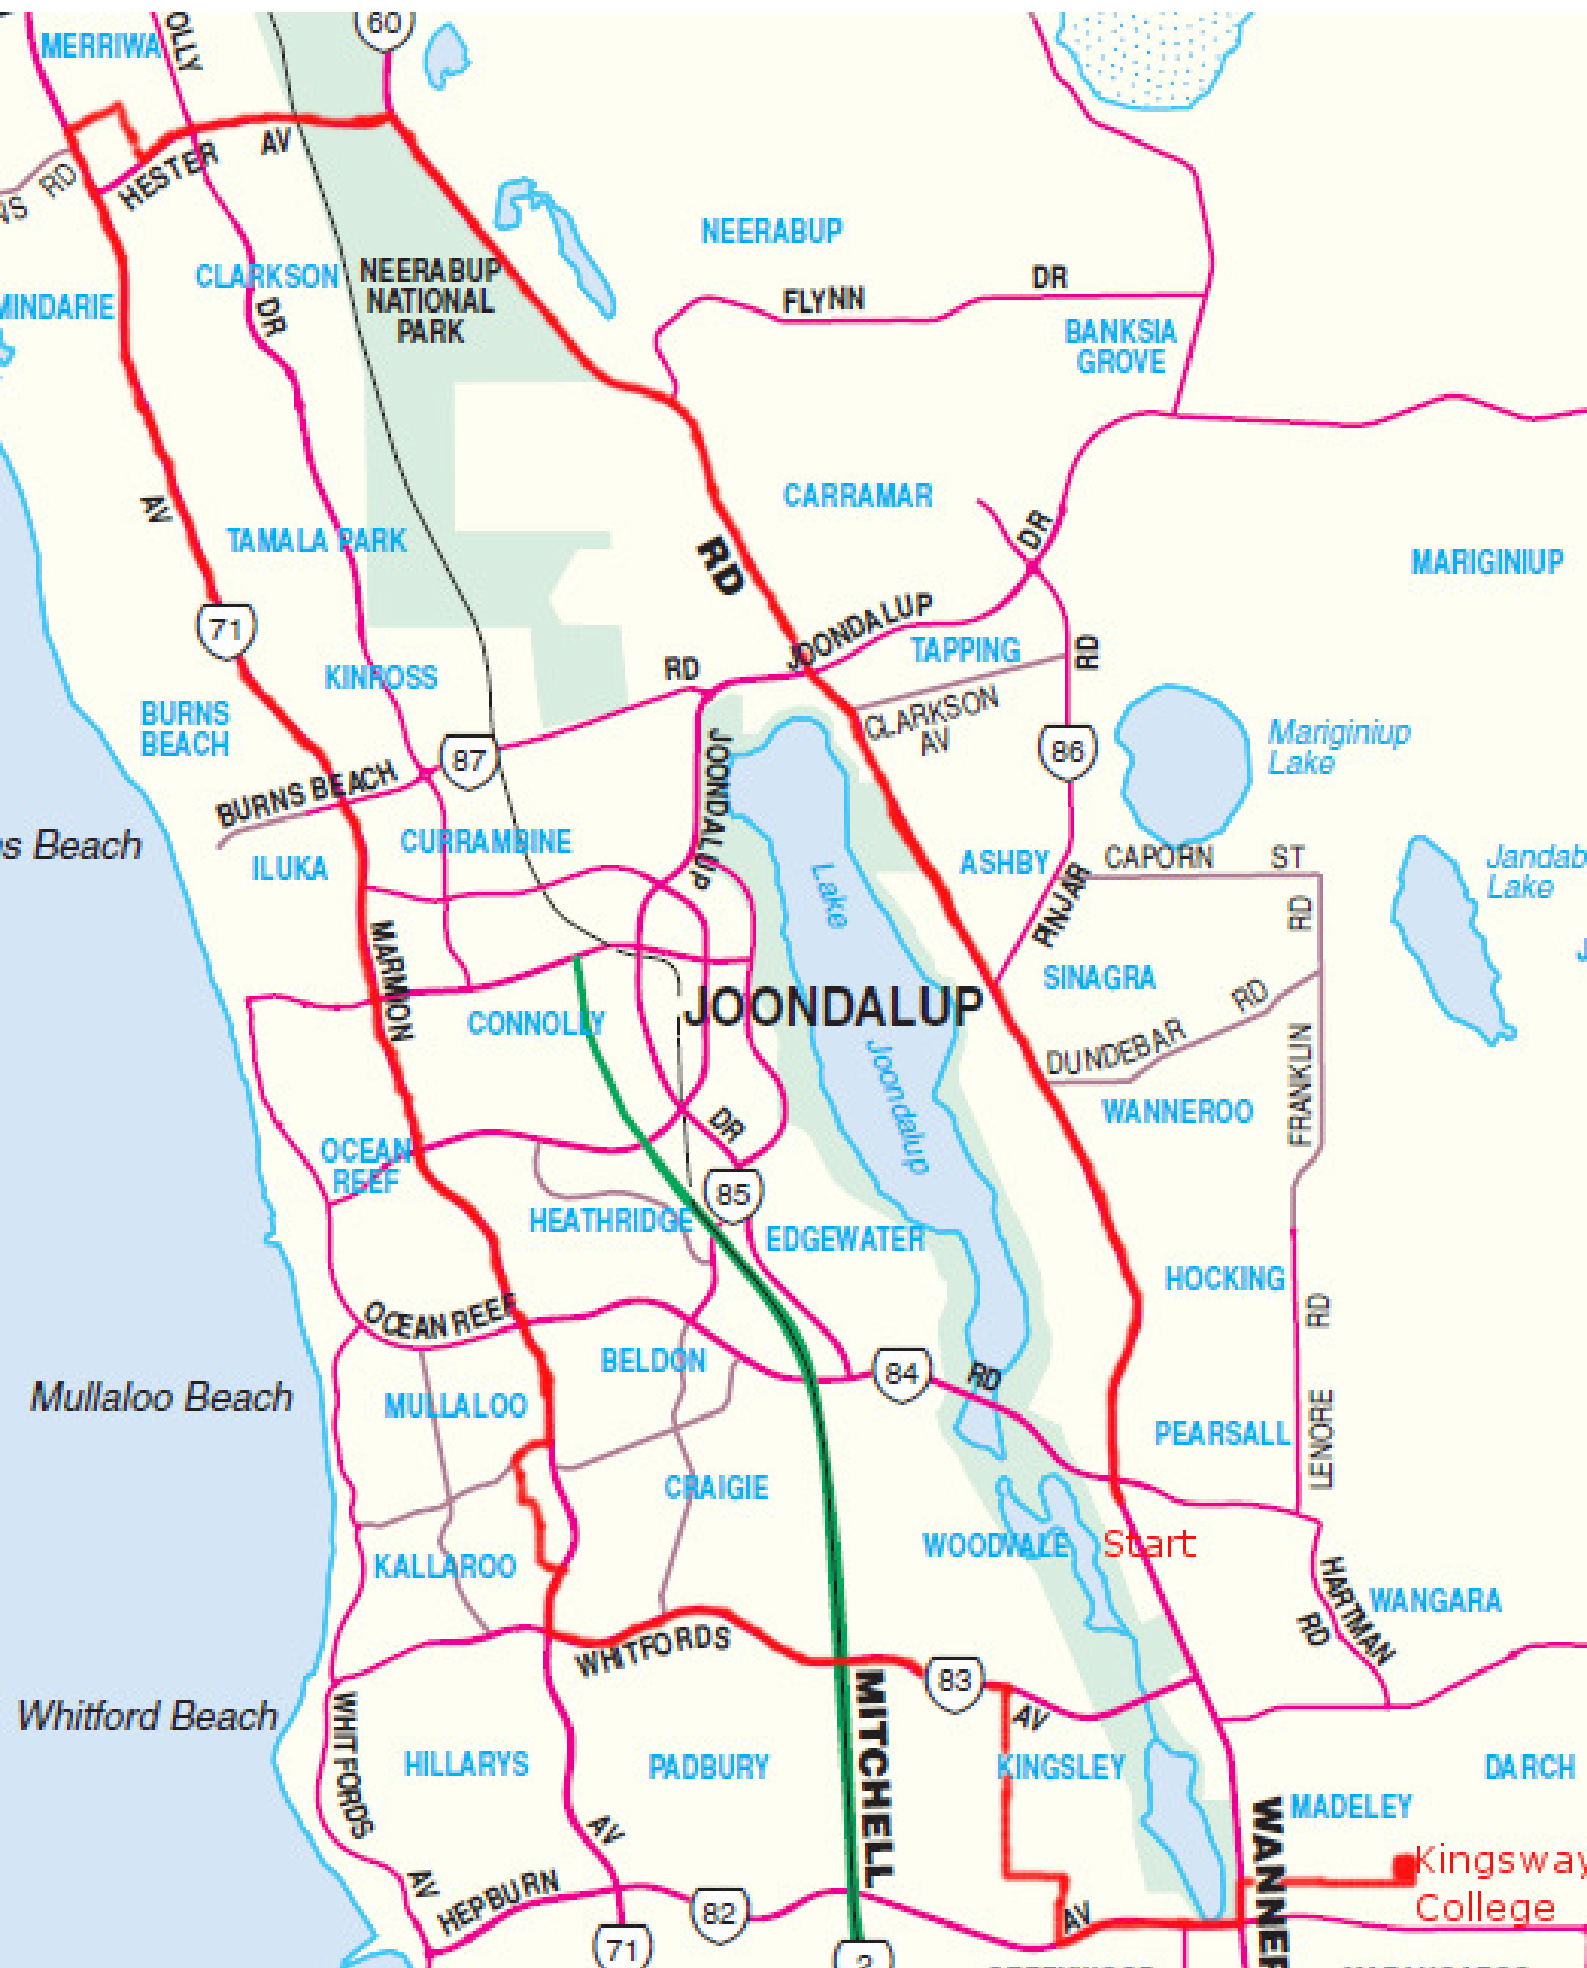 60
MERRIWA
OLLY
AV
HESTER
RD
NEERABUP
CLARKSON
NEERABUP
NATIONAL
PARK
DR
FLYNN
DR
MINDARIE
BANKSIA
GROVE
AV
CARRAMAR
DR
TAMALA PARK
RD
MARIGINIUP
71
JOONDALUP
TAPPING
RD
KINROSS
RD
CLARKSON
AV
BURNS
BEACH
87
JOONDALUP
86
Mariginiup
Lake
BURNS BEACH
s Beach
CURRAMBINE
ILUKA
Lake
ASHBY
CAPORN ST
Jandab
Lake
PINJAR
RD
MARMION
SINAGRA
RD
JOONDALUP
CONNOLLY
DUNDEBAR
Joondalup
FRANKLIN
WANNEROO
DR
OCEAN
REEF
85
HEATHRIDGE
EDGEWATER
HOCKING
RD
OCEAN REEF
BELDON
84
RD
Mullaloo Beach
MULLALOO
PEARSALL
LENORE
CRAIGIE
WOODVALE
Start
KALLAROO
HARTMAN
RD
WANGARA
WHITFORDS
83
AV
Whitford Beach
WHITFORDS
MITCHELL
HILLARYS
PADBURY
KINGSLEY
DARCH
MADELEY
AV
WANNER
Kingsway
College
AV
HEPBURN
82
AV
71
2